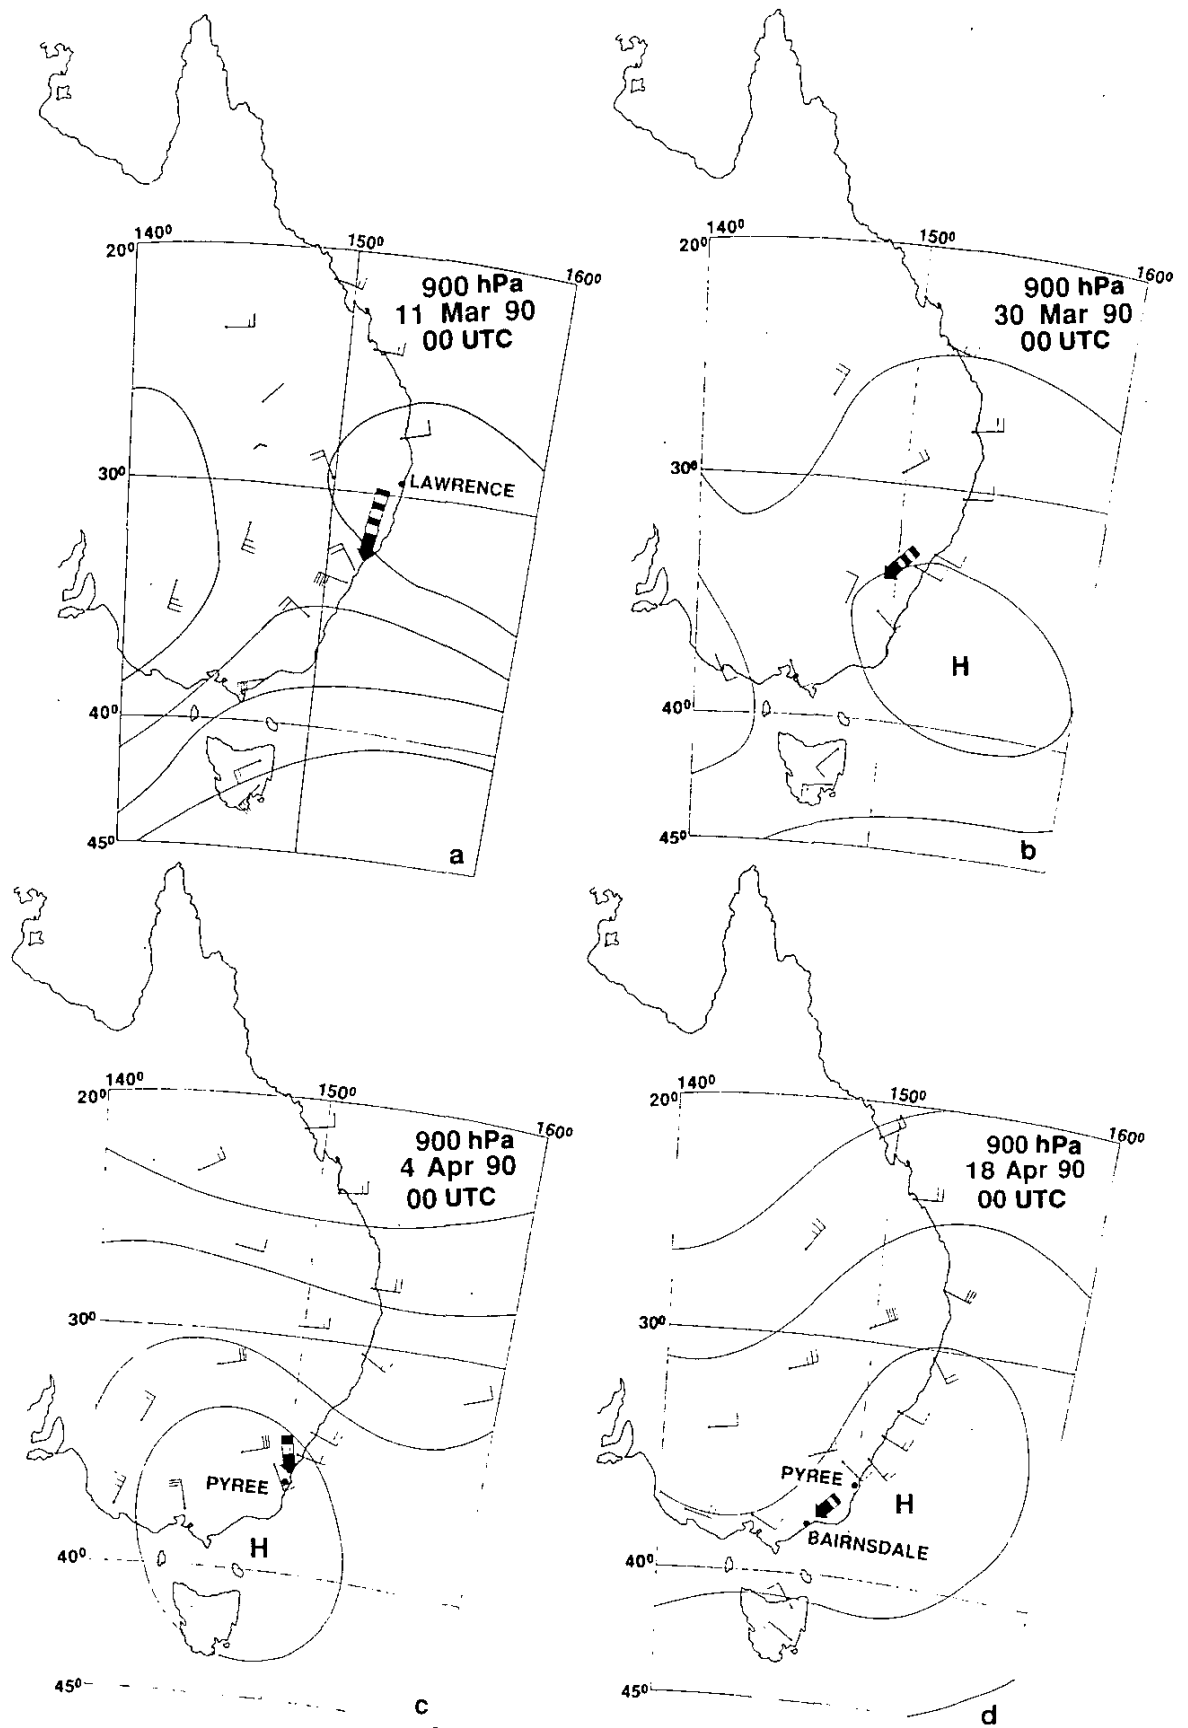 140⁰
150⁰
20⁰
160⁰
900 hPa
11 Mar 90
00 UTC
30⁰
LAWRENCE
40⁰
45⁰
a
140⁰
150⁰
20⁰
160⁰
900 hPa
30 Mar 90
00 UTC
30⁰
H
40⁰
45⁰
b
140⁰
150⁰
20⁰
160⁰
900 hPa
4 Apr 90
00 UTC
30⁰
PYREE
H
40⁰
45⁰
c
140⁰
150⁰
20⁰
160⁰
900 hPa
18 Apr 90
00 UTC
30⁰
PYREE
H
BAIRNSDALE
40⁰
45⁰
d